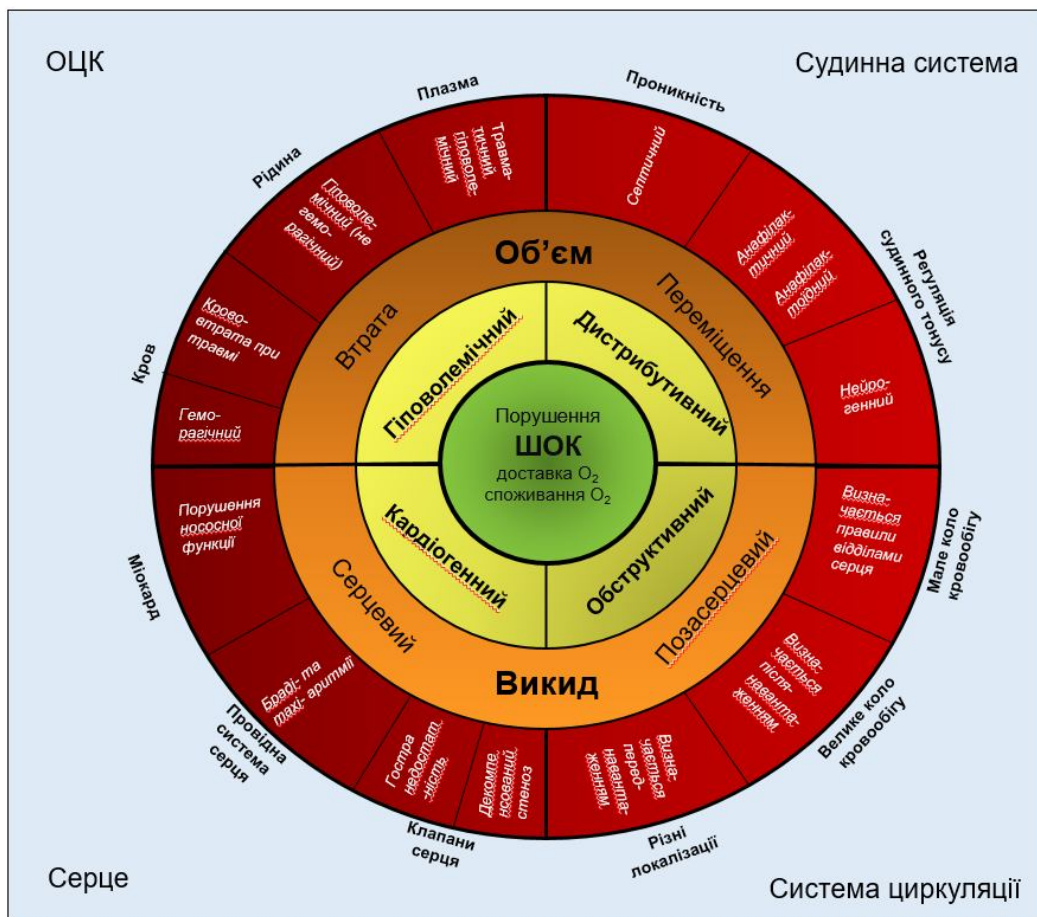 ОЦК
Судинна система
Плазма
Проникність
Рідина
Регуляція
судинного тонусу
Кров
Травма-
тичний
гіповоле-
мічний
Септичний
Гіповоле-
мічний (не
гемо-
рагічний)
Анафілак-
тичний
Анафілак-
тоїдний
Крово-
втрата при
травмі
Нейро-
генний
Гемо-
рагічний
Об’єм
Втрата
Переміщення
Гіповолемічний
Дистрибутивний
Порушення
ШОК
доставка O₂
споживання O₂
Кардіогенний
Обструктивний
Серцевий
Позасерцевий
Викид
Порушення
нососної
функції
Визна-
чається
правили
відділами
серця
Міокард
Мале коло
кровообігу
Браді- та
тахі- аритмії
Визна-
чається
після-
наванта-
женням
Провідна
система
серця
Велике коло
кровообігу
Гостра
недостат
-ність
Декомпе
нсований
стеноз
Визна-
чається
перед-
наванта-
женням
Клапани
серця
Різні
локалізації
Серце
Система циркуляції